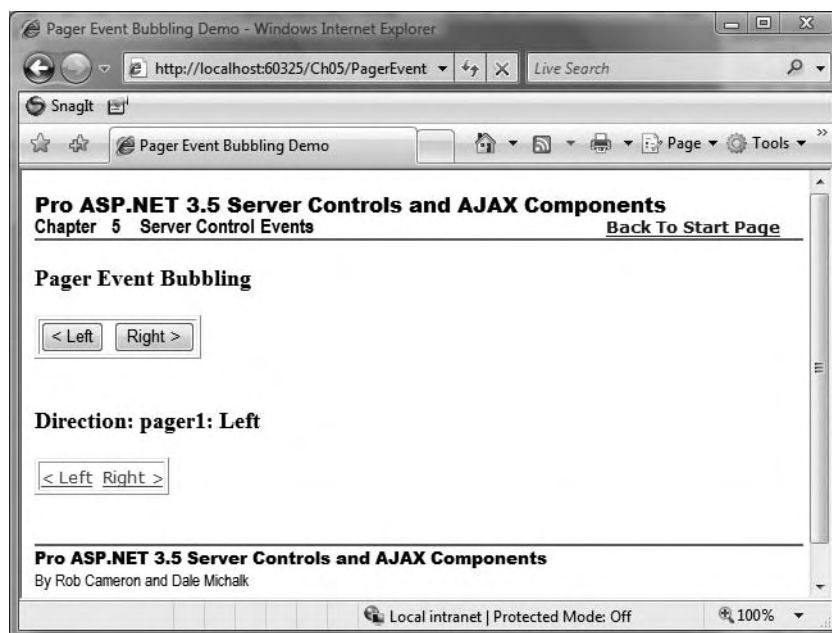 Pager Event Bubbling Demo - Windows Internet Explorer
http://localhost:60325/Ch05/PagerEvent
Live Search
SnagIt
Pager Event Bubbling Demo
Page
Tools
»
Pro ASP.NET 3.5 Server Controls and AJAX Components
Chapter 5 Server Control Events
Back To Start Page
Pager Event Bubbling
< Left
Right >
Direction: pager1: Left
< Left Right >
Pro ASP.NET 3.5 Server Controls and AJAX Components
By Rob Cameron and Dale Michalk
Local intranet | Protected Mode: Off
100%